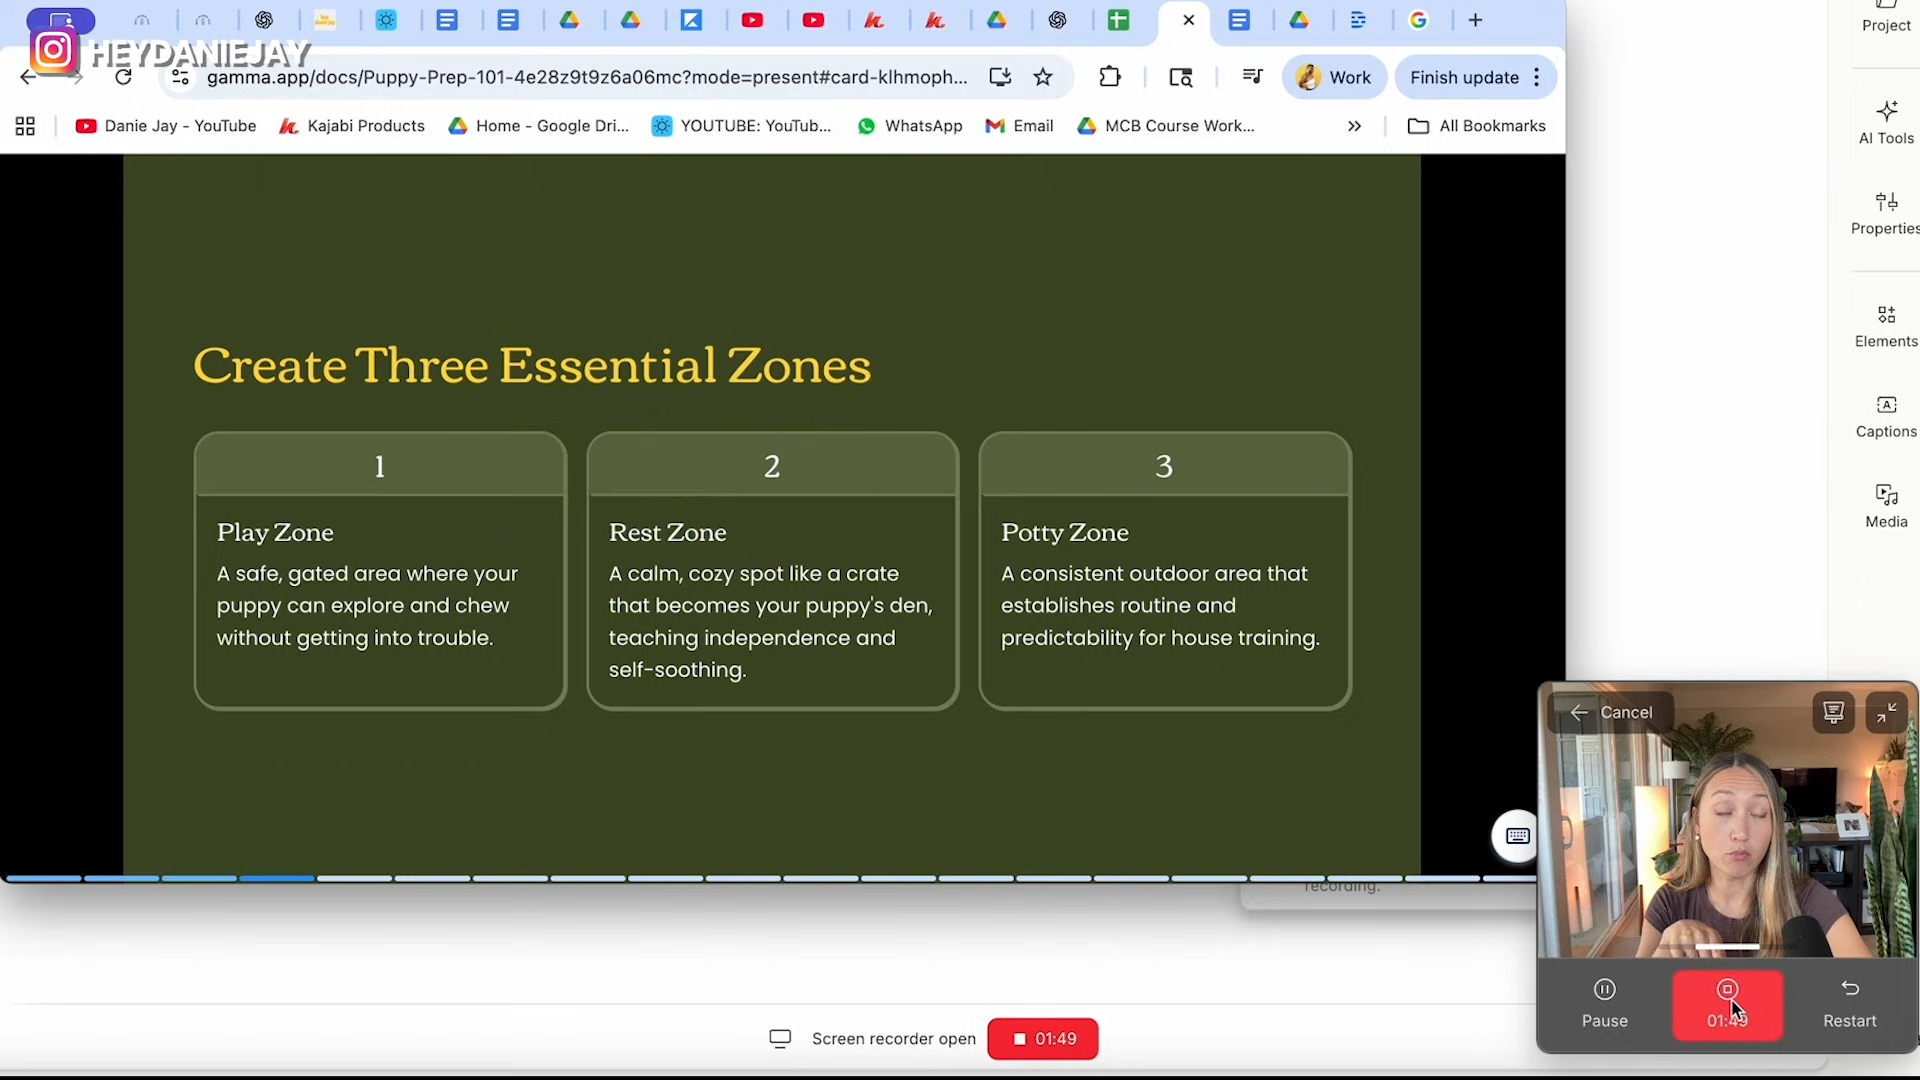 HEYDANIEJAY
gamma.app/docs/Puppy-Prep-101-4e28z9t9z6a06mc?mode=present#card-klhmoph...
Work
Finish update
Danie Jay - YouTube
Kajabi Products
Home - Google Dri...
YOUTUBE: YouTub...
WhatsApp
Email
MCB Course Work...
All Bookmarks
Create Three Essential Zones
1
Play Zone
A safe, gated area where your
puppy can explore and chew
without getting into trouble.
2
Rest Zone
A calm, cozy spot like a crate
that becomes your puppy's den,
teaching independence and
self-soothing.
3
Potty Zone
A consistent outdoor area that
establishes routine and
predictability for house training.
Project
AI Tools
Properties
Elements
Captions
Media
Cancel
recording.
Pause
01:49
Restart
Screen recorder open
01:49